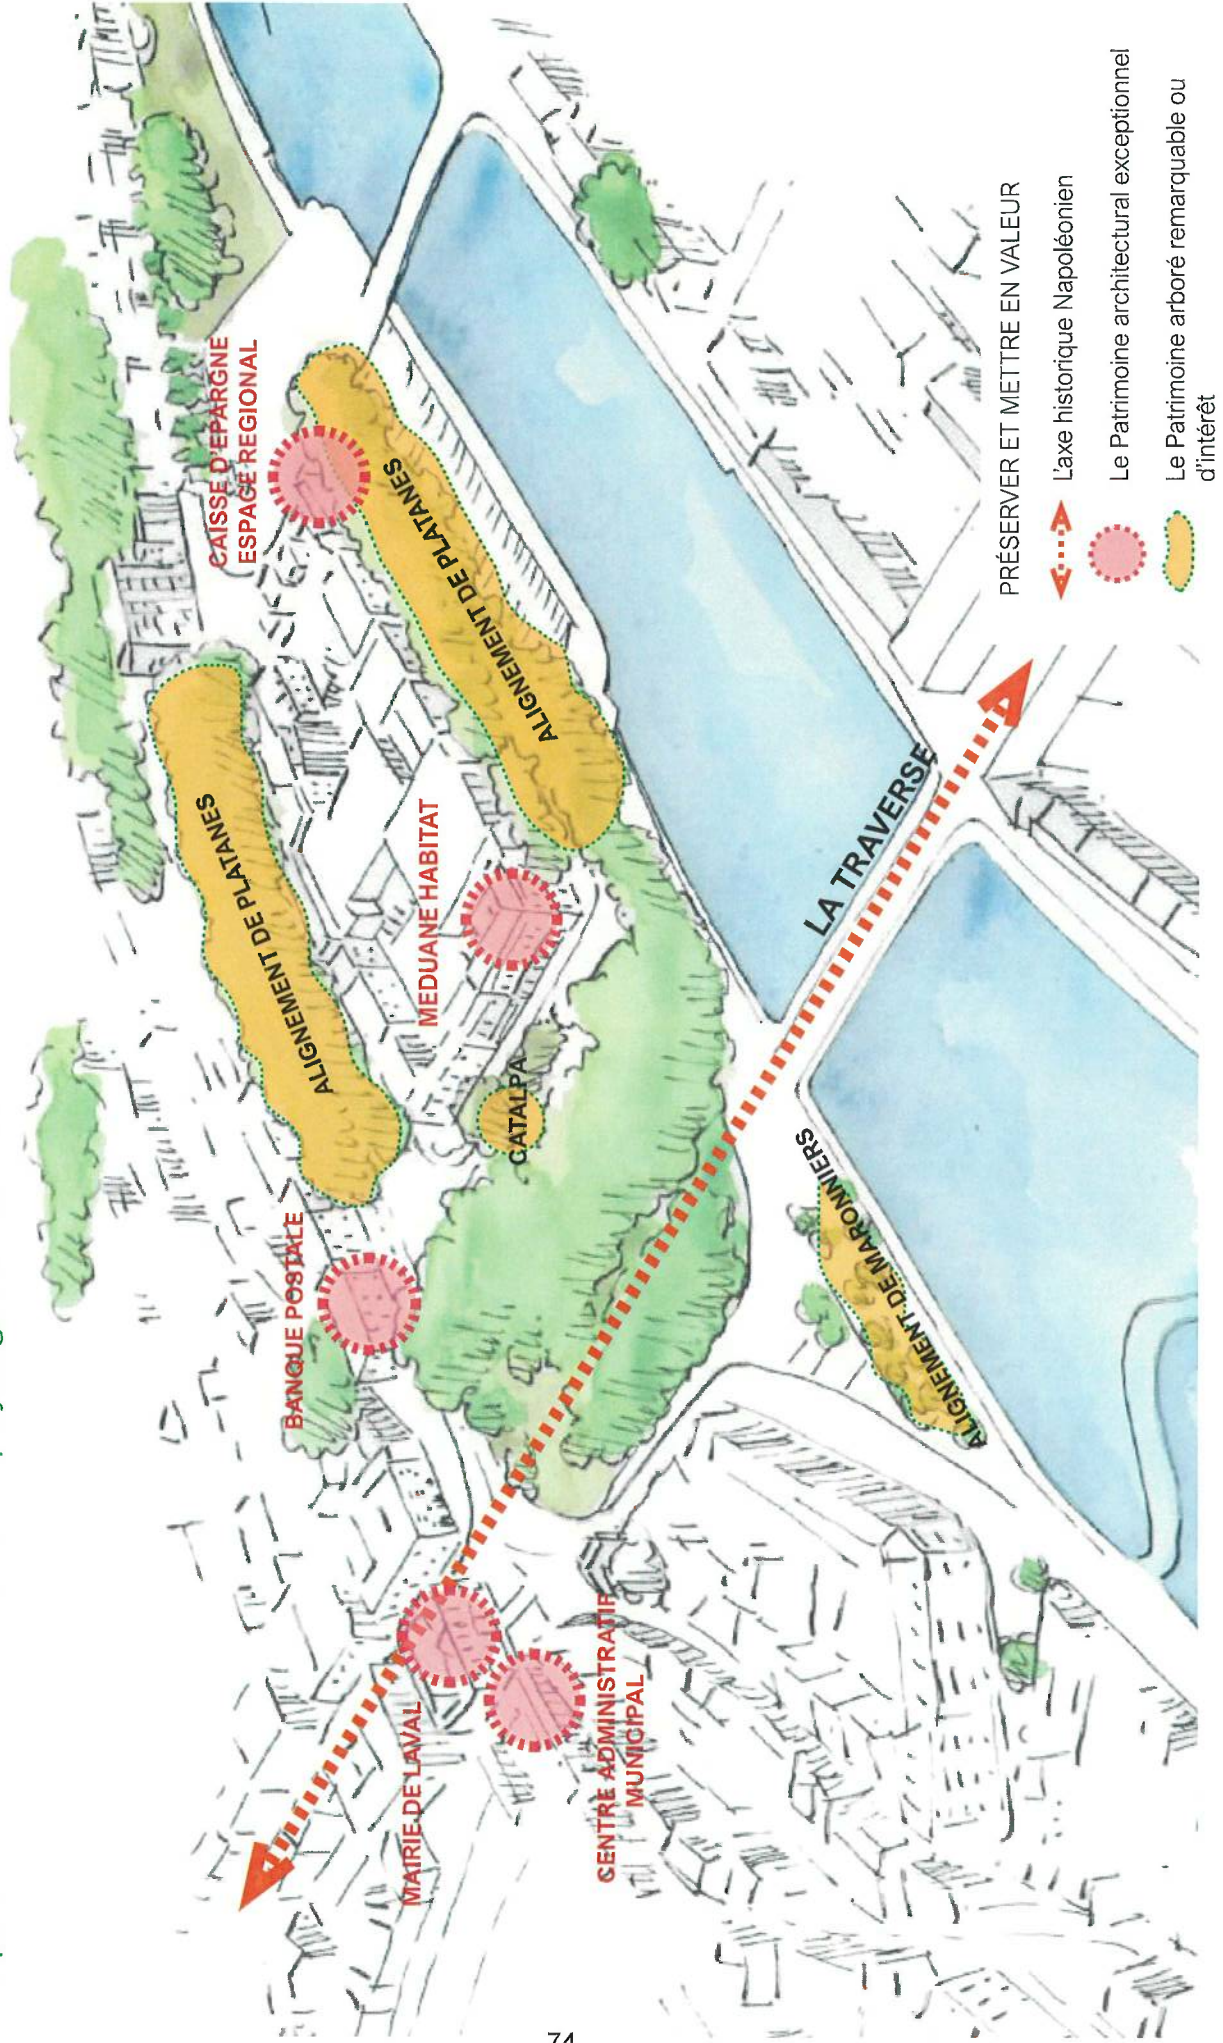 CAISSE D'EPARGNE
ESPACE REGIONAL
ALIGNEMENT DE PLATANES
BANQUE POSTALE
ALIGNEMENT DE PLATANES
MAIRIE DE LAVAL
MEDUANE HABITAT
CATALPA
CENTRE ADMINISTRATIF
MUNICIPAL
LA TRAVERSE
ALIGNEMENT DE MARONNIERS
PRÉSERVER ET METTRE EN VALEUR
L'axe historique Napoléonien
Le Patrimoine architectural exceptionnel
Le Patrimoine arboré remarquable ou
d'intérêt
74